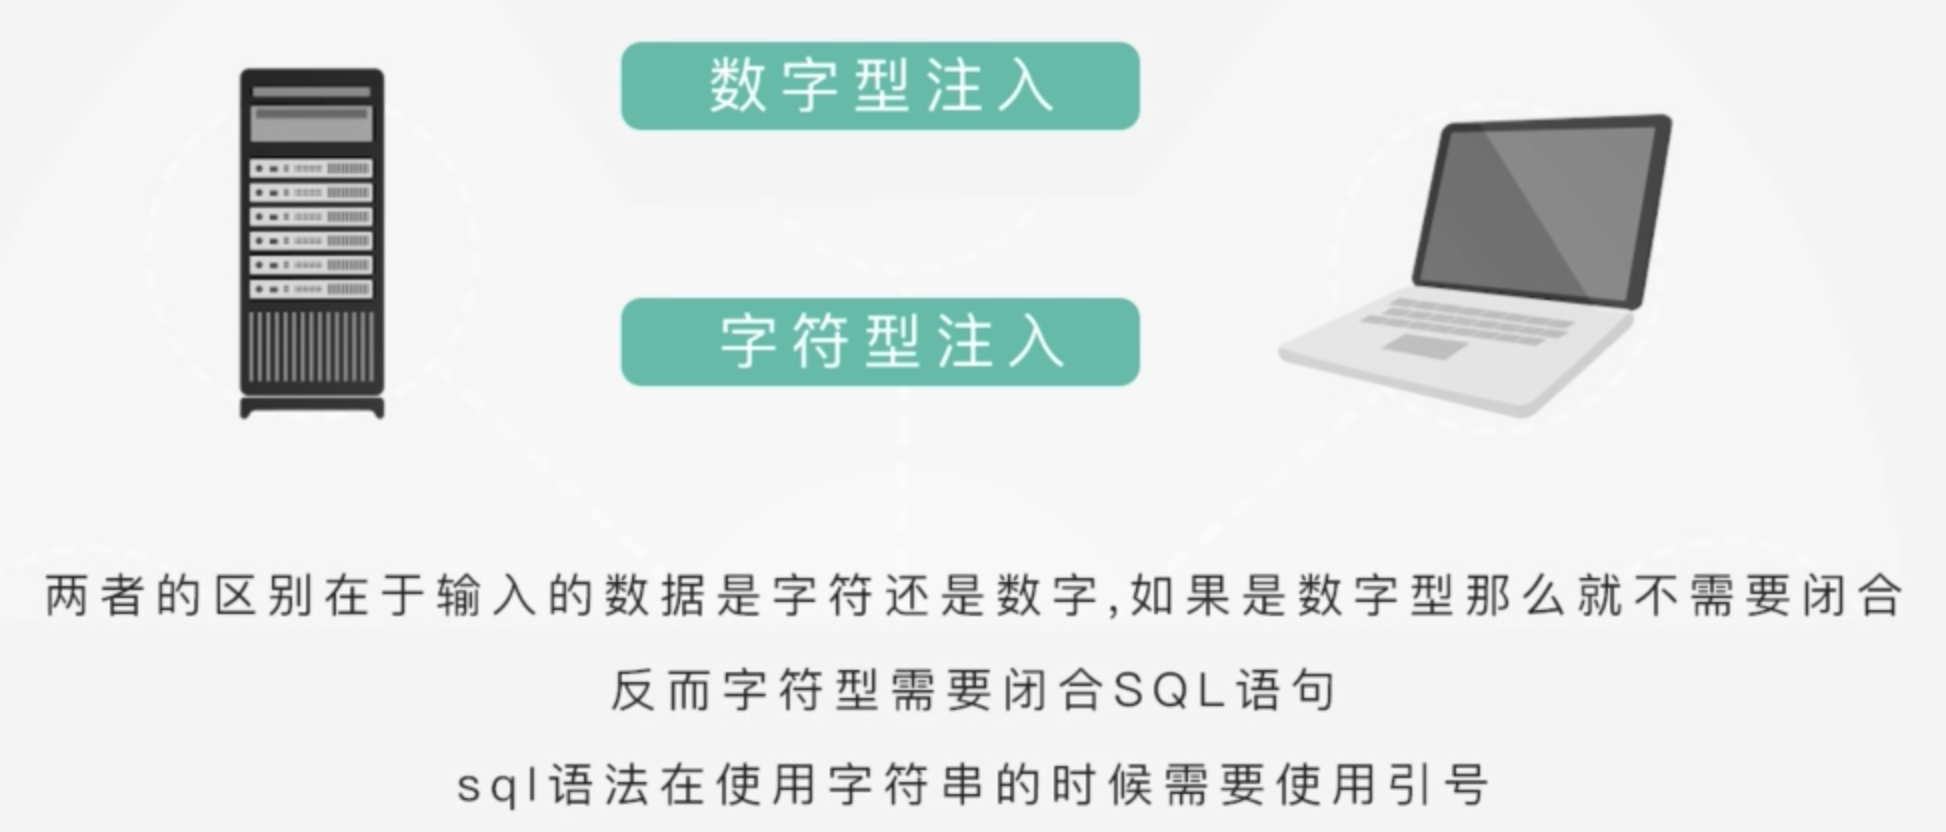 数字型注入
字符型注入
两者的区别在于输入的数据是字符还是数字,如果是数字型那么就不需要闭合
反而字符型需要闭合SQL语句
sql语法在使用字符串的时候需要使用引号